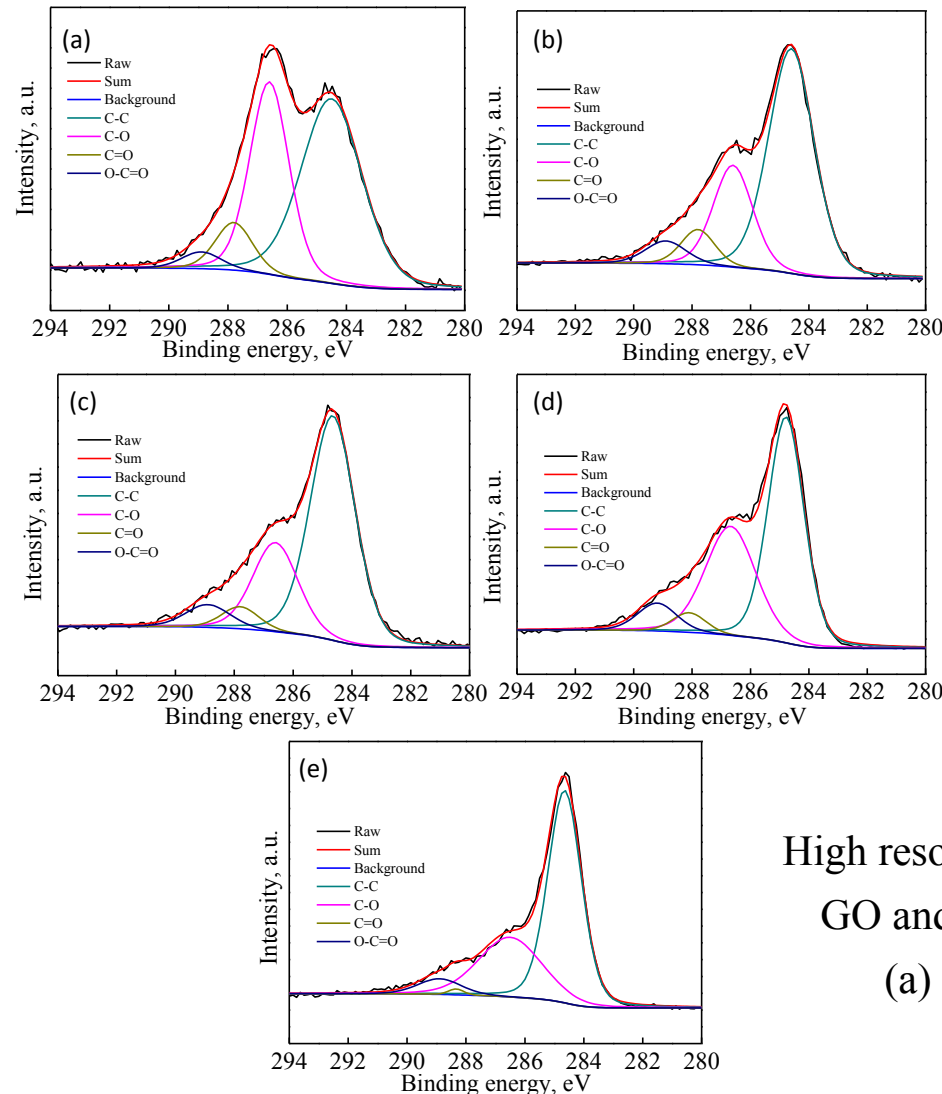 (a)
Raw
Sum
Background
C-C
C-O
C=O
O-C=O
Intensity, a.u.
294 292 290 288 286 284 282 280
Binding energy, eV
(b)
Raw
Sum
Background
C-C
C-O
C=O
O-C=O
Intensity, a.u.
294 292 290 288 286 284 282 280
Binding energy, eV
(c)
Raw
Sum
Background
C-C
C-O
C=O
O-C=O
Intensity, a.u.
294 292 290 288 286 284 282 280
Binding energy, eV
(d)
Raw
Sum
Background
C-C
C-O
C=O
O-C=O
Intensity, a.u.
294 292 290 288 286 284 282 280
Binding energy, eV
(e)
Raw
Sum
Background
C-C
C-O
C=O
O-C=O
Intensity, a.u.
294 292 290 288 286 284 282 280
Binding energy, eV
High reso
GO and
(a)